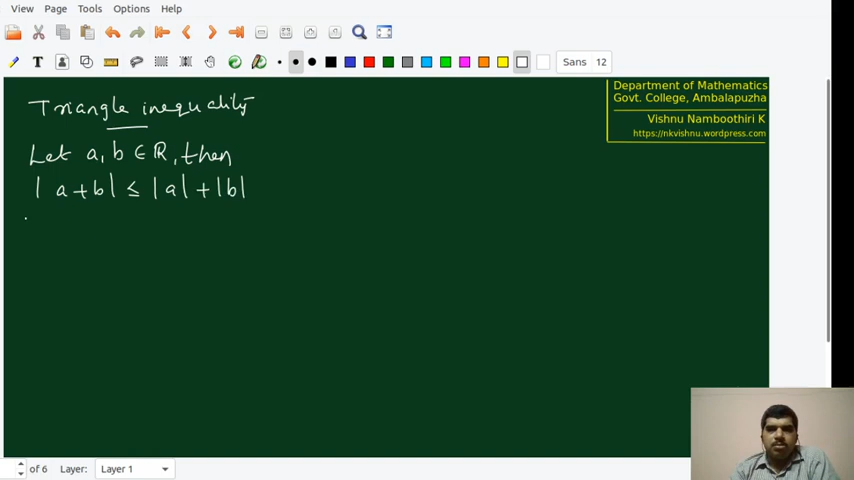 View Page Tools Options Help
T Sans 12
Department of Mathematics
Govt. College, Ambalapuzha
Vishnu Namboothiri K
https://nkvishnu.wordpress.com
Triangle inequality
Let a, b ∈ ℝ, then
| a + b | ≤ | a | + | b |
of 6 Layer: Layer 1